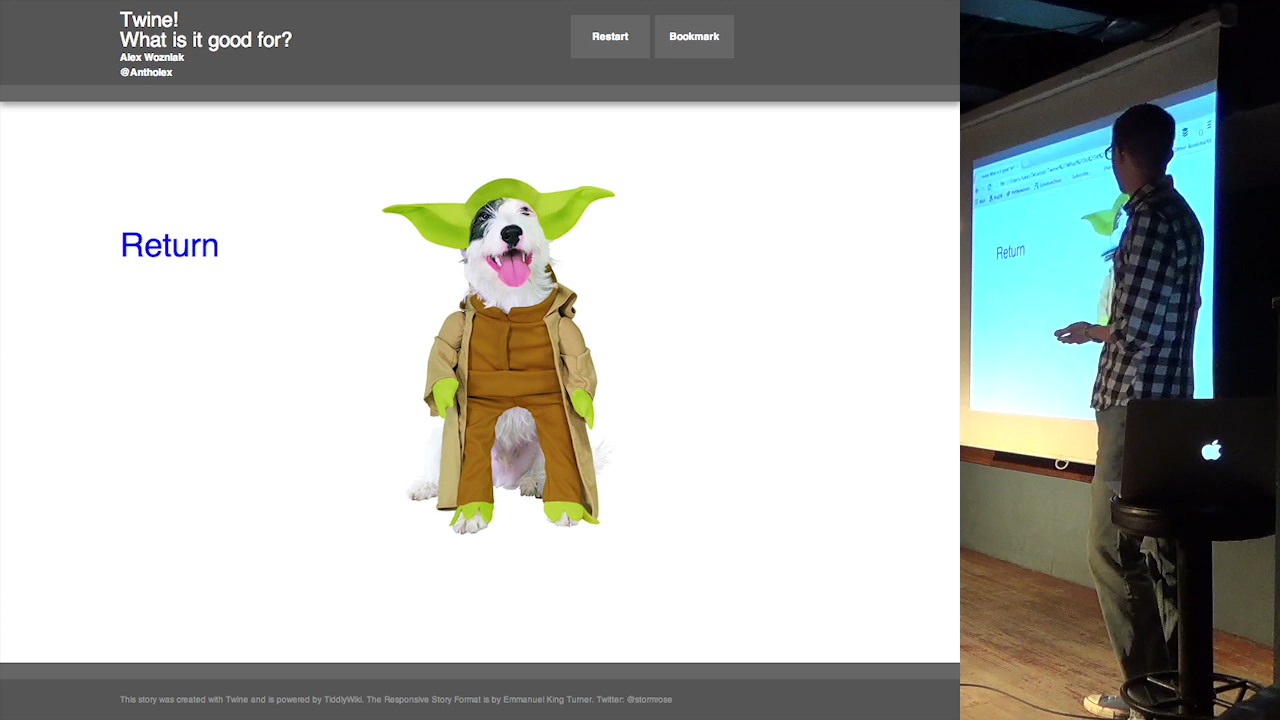 Twine!
What is it good for?
Alex Wozniak
@Antholex
Restart
Bookmark
Return
This story was created with Twine and is powered by TiddlyWiki. The Responsive Story Format is by Emmanuel King Turner. Twitter: @stormrose
Return